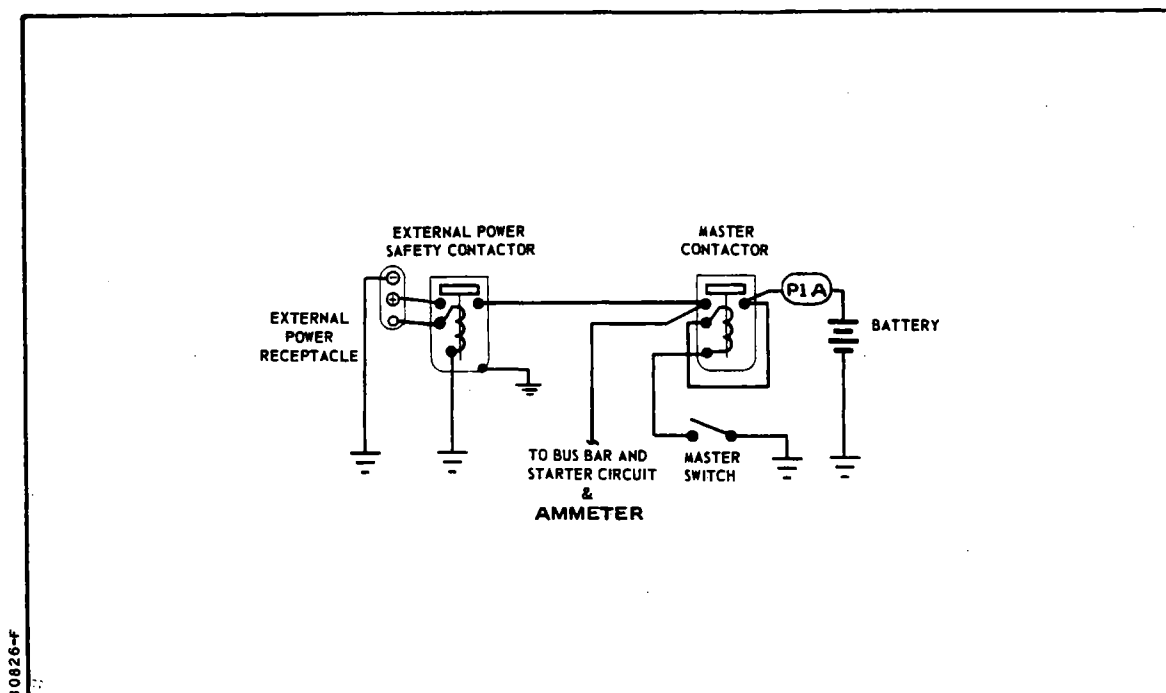 EXTERNAL POWER
SAFETY CONTACTOR
MASTER
CONTACTOR
P1A
EXTERNAL
POWER
RECEPTACLE
BATTERY
TO BUS BAR AND
STARTER CIRCUIT
&
AMMETER
MASTER
SWITCH
10826-F